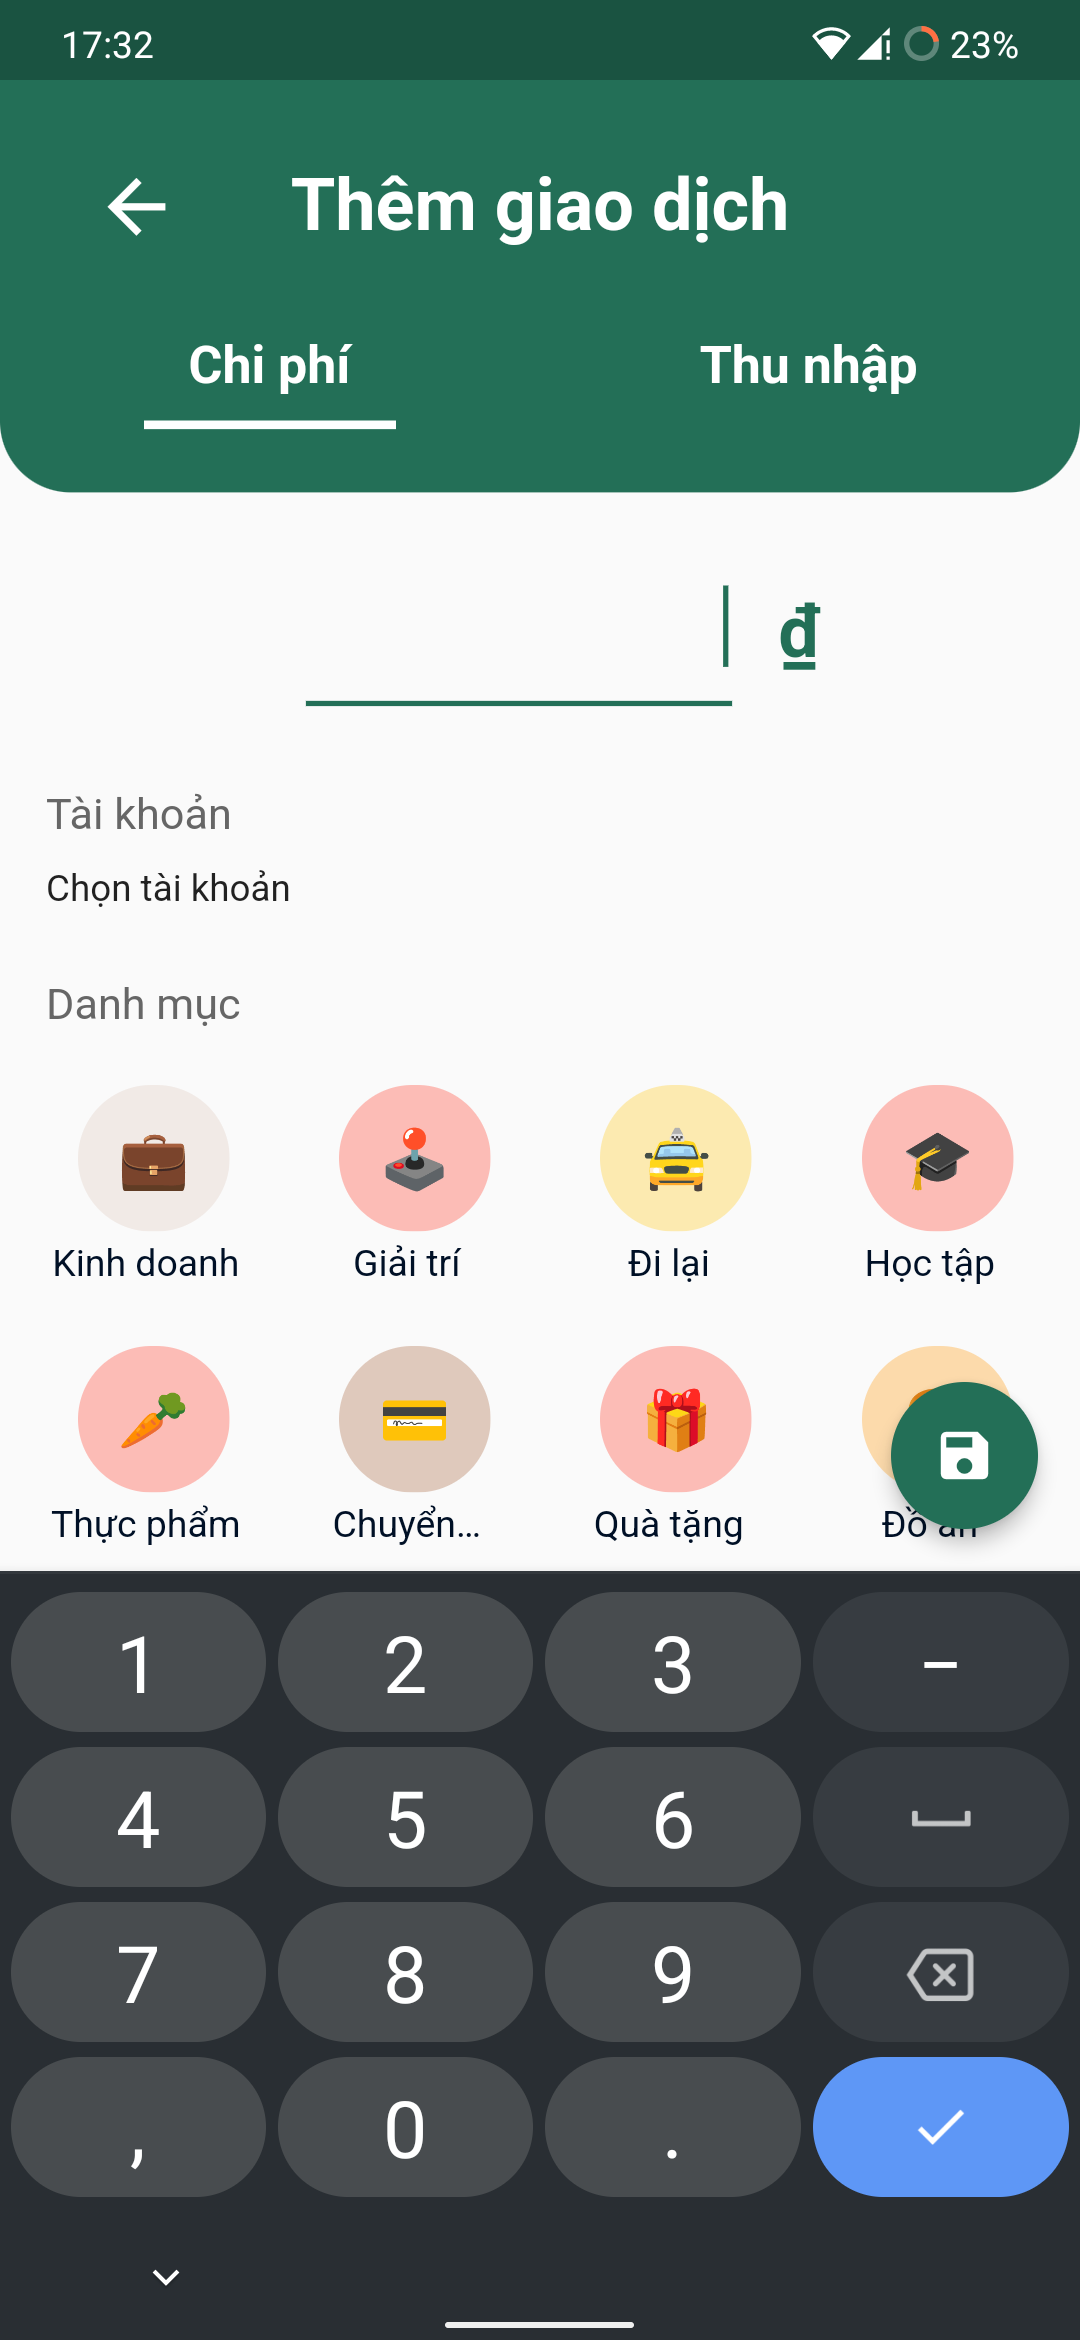 17:32 23%
Thêm giao dịch
Chi phí Thu nhập
₫
Tài khoản
Chọn tài khoản
Danh mục
Kinh doanh Giải trí Đi lại Học tập
Thực phẩm Chuyển... Quà tặng Đồ ăn
1 2 3 –
4 5 6
7 8 9
, 0 .